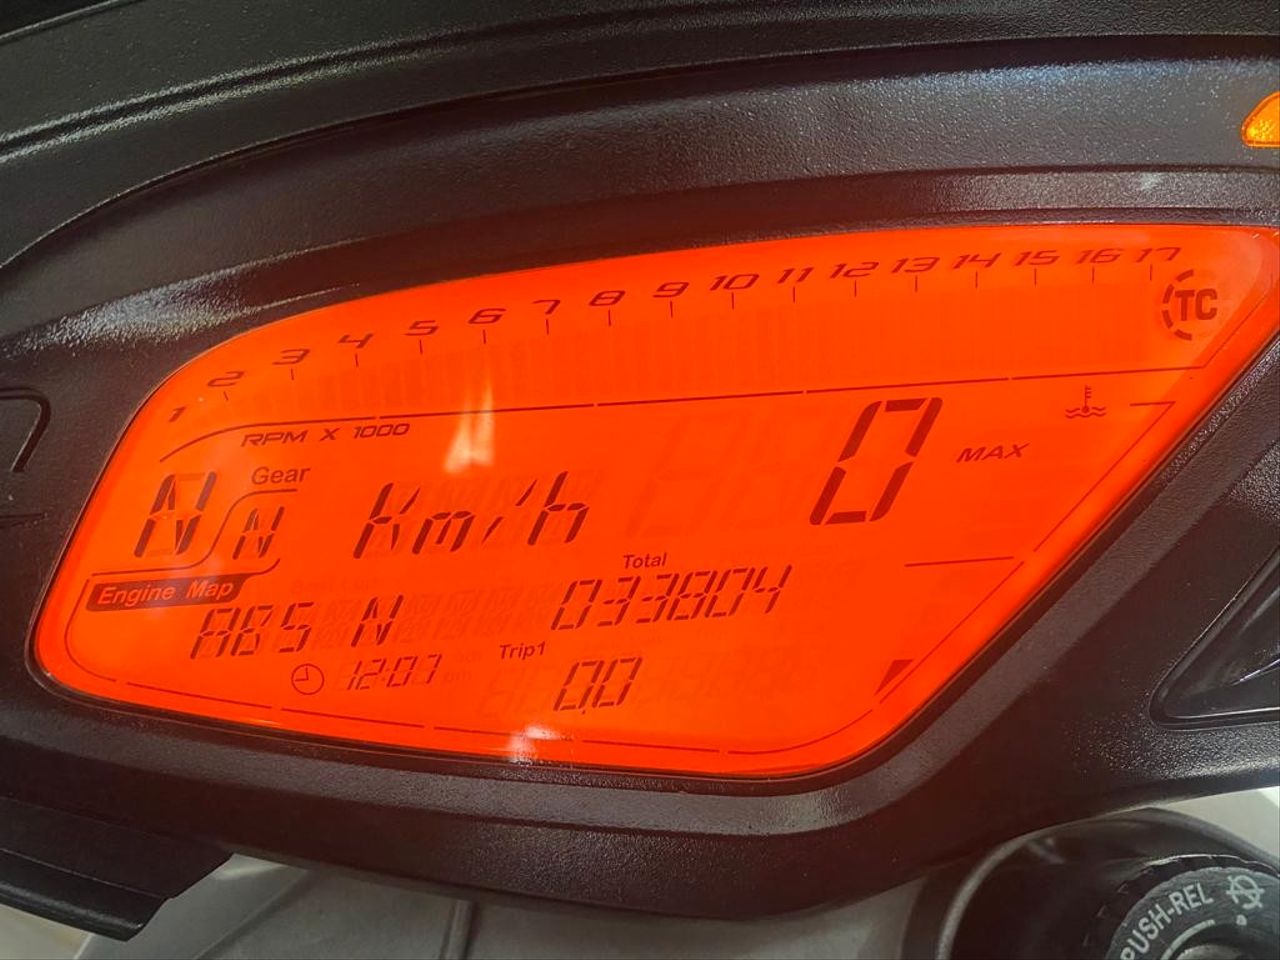 1 2 3 4 5 6 7 8 9 10 11 12 13 14 15 16 17
TC
RPM X 1000
0 MAX
Gear
N N Km/h
Engine Map
Total
ABS N 033804
Trip1
12:07 0.0
PUSH-REL